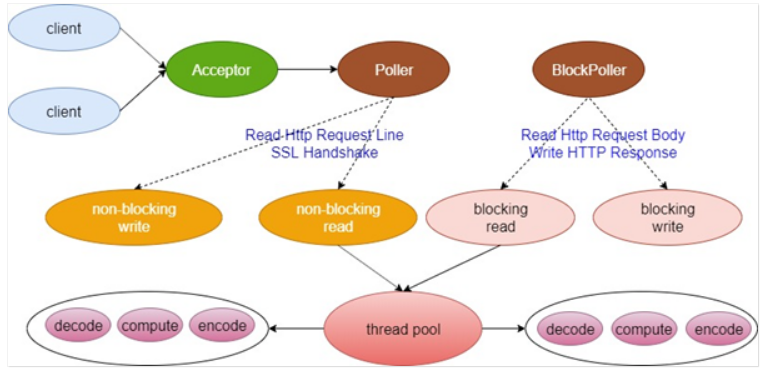 client
Acceptor
Poller
BlockPoller
client
Read Http Request Line
SSL Handshake
Read Http Request Body
Write HTTP Response
non-blocking
write
non-blocking
read
blocking
read
blocking
write
decode
compute
encode
thread pool
decode
compute
encode